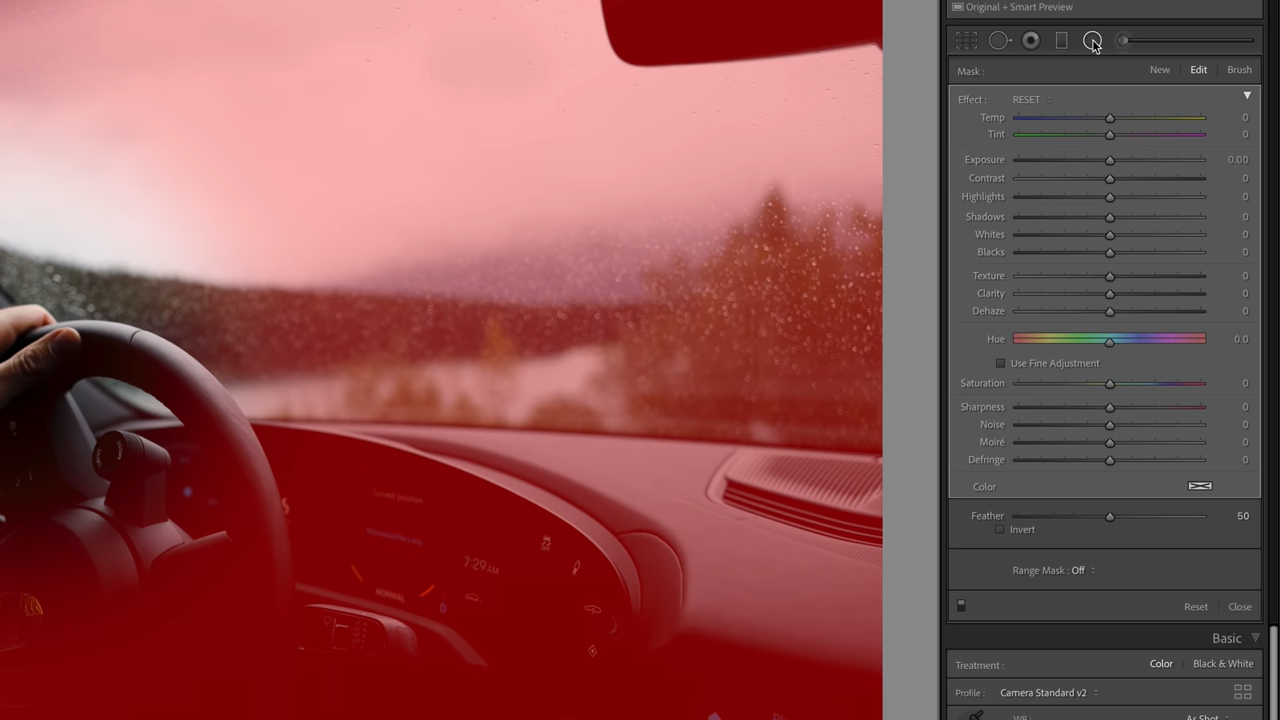 Original + Smart Preview
Mask : New Edit Brush
Effect : RESET
Temp 0
Tint 0
Exposure 0.00
Contrast 0
Highlights 0
Shadows 0
Whites 0
Blacks 0
Texture 0
Clarity 0
Dehaze 0
Hue 0.0
Use Fine Adjustment
Saturation 0
Sharpness 0
Noise 0
Moiré 0
Defringe 0
Color
Feather 50
Invert
Range Mask : Off
Reset Close
Basic
Treatment : Color Black & White
Profile : Camera Standard v2
WB : As Shot
7:29 AM
NORMAL